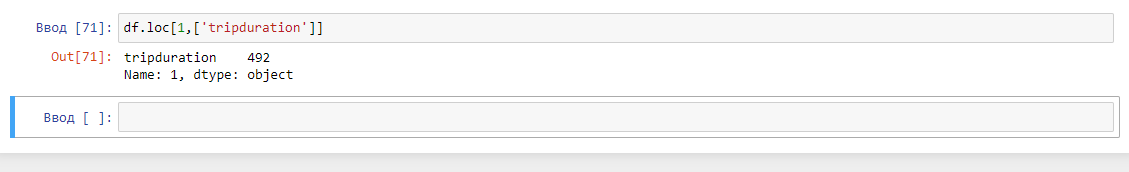 Ввод [71]: df.loc[1,['tripduration']]
Out[71]: tripduration    492
Name: 1, dtype: object
Ввод [ ]: